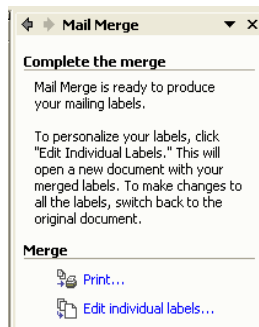 Mail Merge
Complete the merge
Mail Merge is ready to produce
your mailing labels.
To personalize your labels, click
"Edit Individual Labels." This will
open a new document with your
merged labels. To make changes to
all the labels, switch back to the
original document.
Merge
Print...
Edit individual labels...